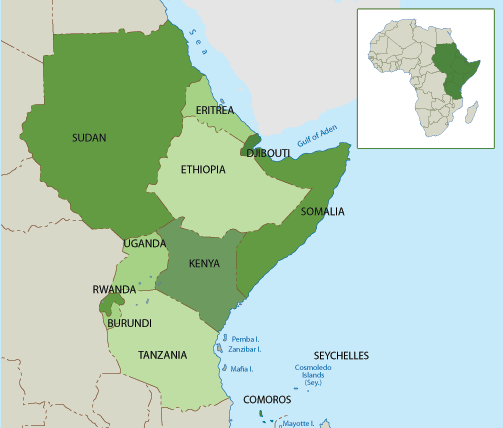 Sea
ERITREA
SUDAN
Gulf of Aden
DJIBOUTI
ETHIOPIA
SOMALIA
UGANDA
KENYA
RWANDA
BURUNDI
Pemba I.
Zanzibar I.
TANZANIA
SEYCHELLES
Mafia I.
Cosmoledo
Islands
(Sey.)
COMOROS
Mayotte I.